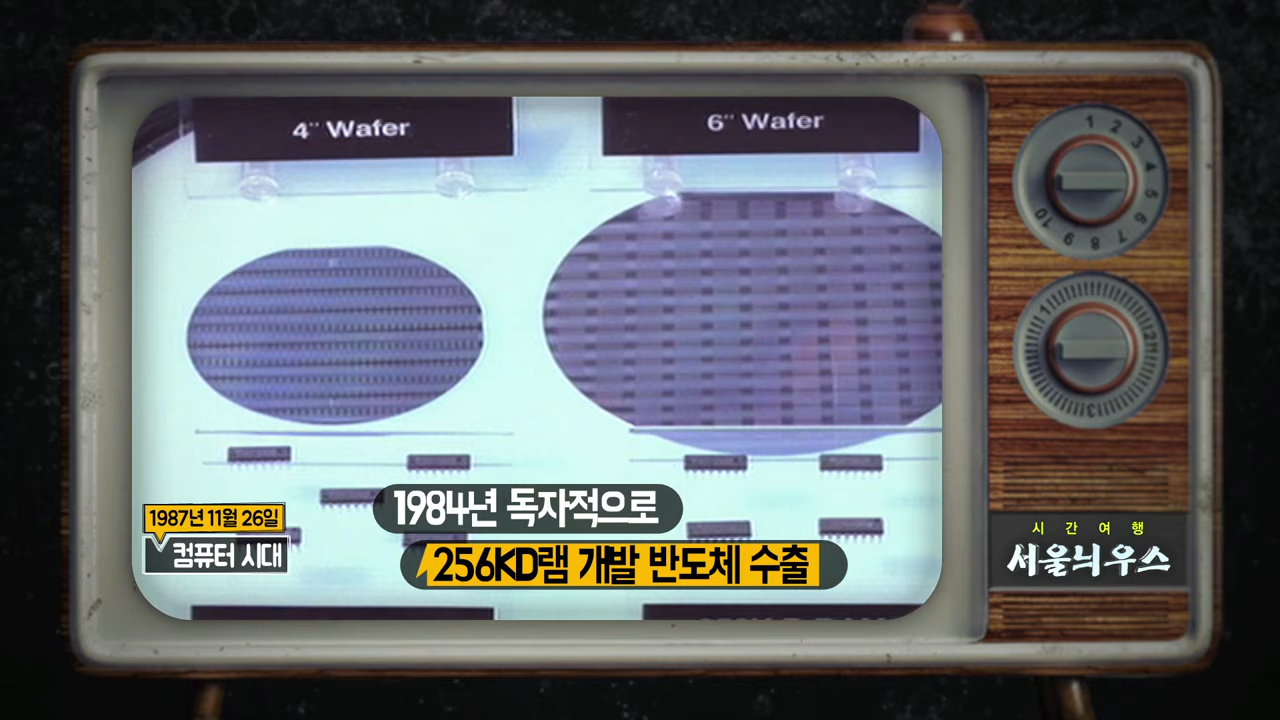 4" Wafer
6" Wafer
1984년 독자적으로
256KD램 개발 반도체 수출
1987년 11월 26일
컴퓨터 시대
1 2 3 4 5 6 7 8 9 10
1 2 3
시간여행
서울늬우스